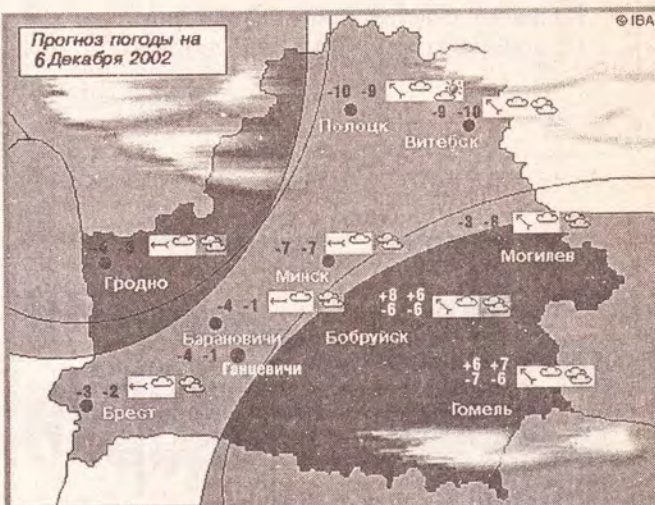 Прогноз погоды на
6 Декабря 2002
© IBA
-10 -9
Полоцк
-9 -10
Витебск
-3 -8
Могилев
-4 -3
Гродно
-7 -7
Минск
-4 -1
Барановичи
+8 +6
-6 -6
Бобруйск
-4 -1
Ганцевичи
+6 +7
-7 -6
Гомель
-3 -2
Брест